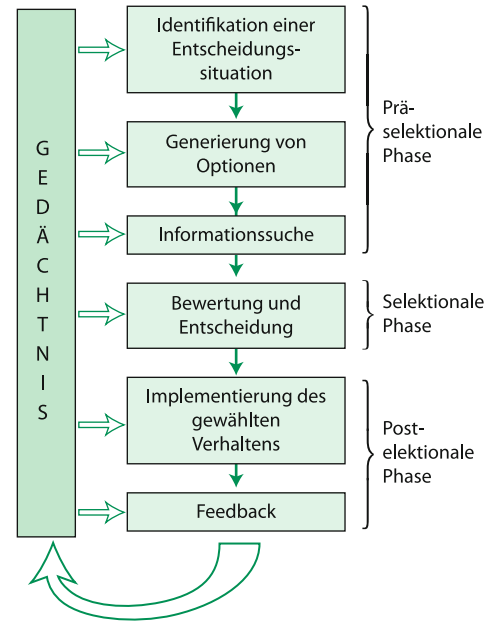 GEDÄCHTNIS
Identifikation einer
Entscheidungs-
situation
Generierung von
Optionen
Informationssuche
Prä-
selektionale
Phase
Bewertung und
Entscheidung
Selektionale
Phase
Implementierung des
gewählten
Verhaltens
Feedback
Post-
elektionale
Phase